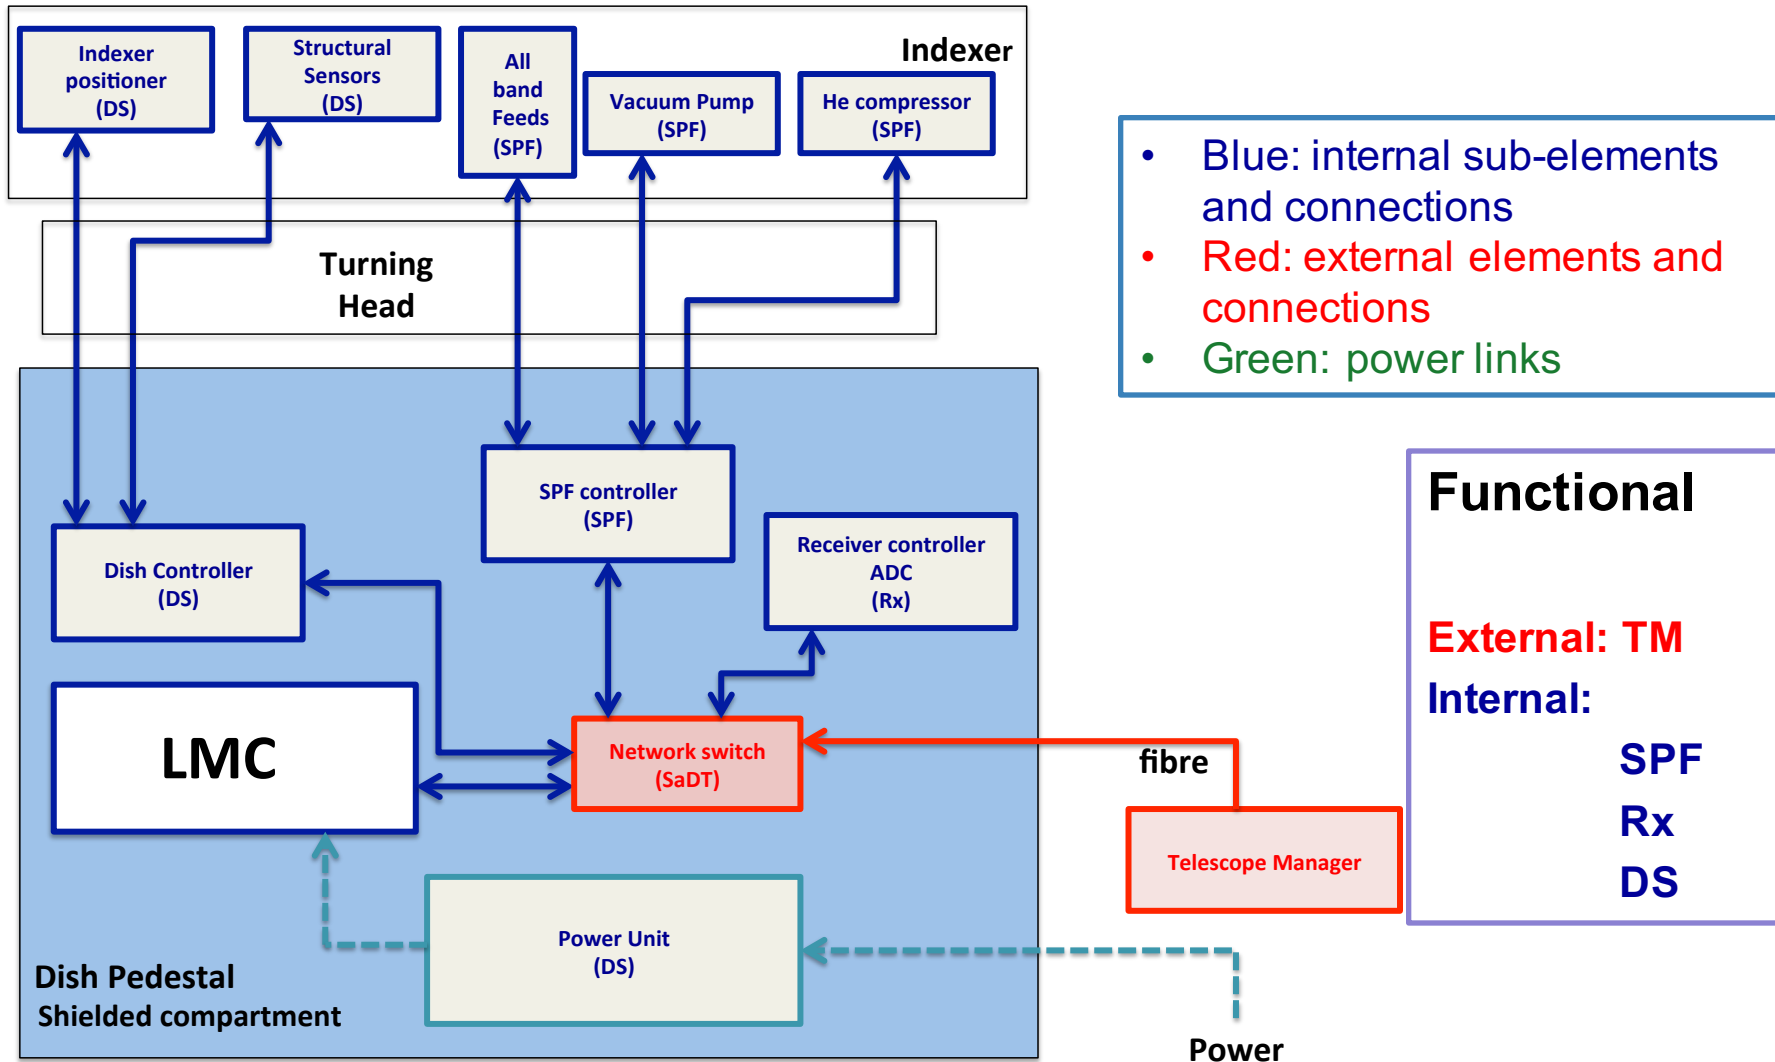 Indexer
positioner
(DS)
Structural
Sensors
(DS)
All
band
Feeds
(SPF)
Vacuum Pump
(SPF)
He compressor
(SPF)
Indexer
Turning
Head
• Blue: internal sub-elements
and connections
• Red: external elements and
connections
• Green: power links
SPF controller
(SPF)
Receiver controller
ADC
(Rx)
Dish Controller
(DS)
LMC
Network switch
(SaDT)
fibre
Telescope Manager
Power Unit
(DS)
Dish Pedestal
Shielded compartment
Power
Functional
External: TM
Internal:
SPF
Rx
DS